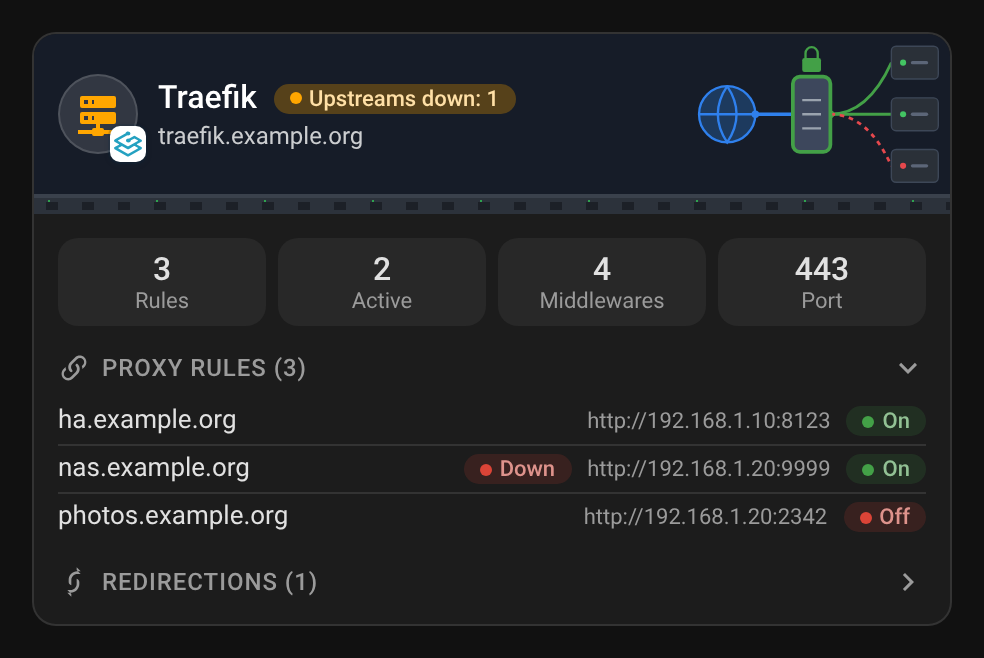 Traefik
Upstreams down: 1
traefik.example.org
3
Rules
2
Active
4
Middlewares
443
Port
PROXY RULES (3)
ha.example.org http://192.168.1.10:8123 On
nas.example.org Down http://192.168.1.20:9999 On
photos.example.org http://192.168.1.20:2342 Off
REDIRECTIONS (1)